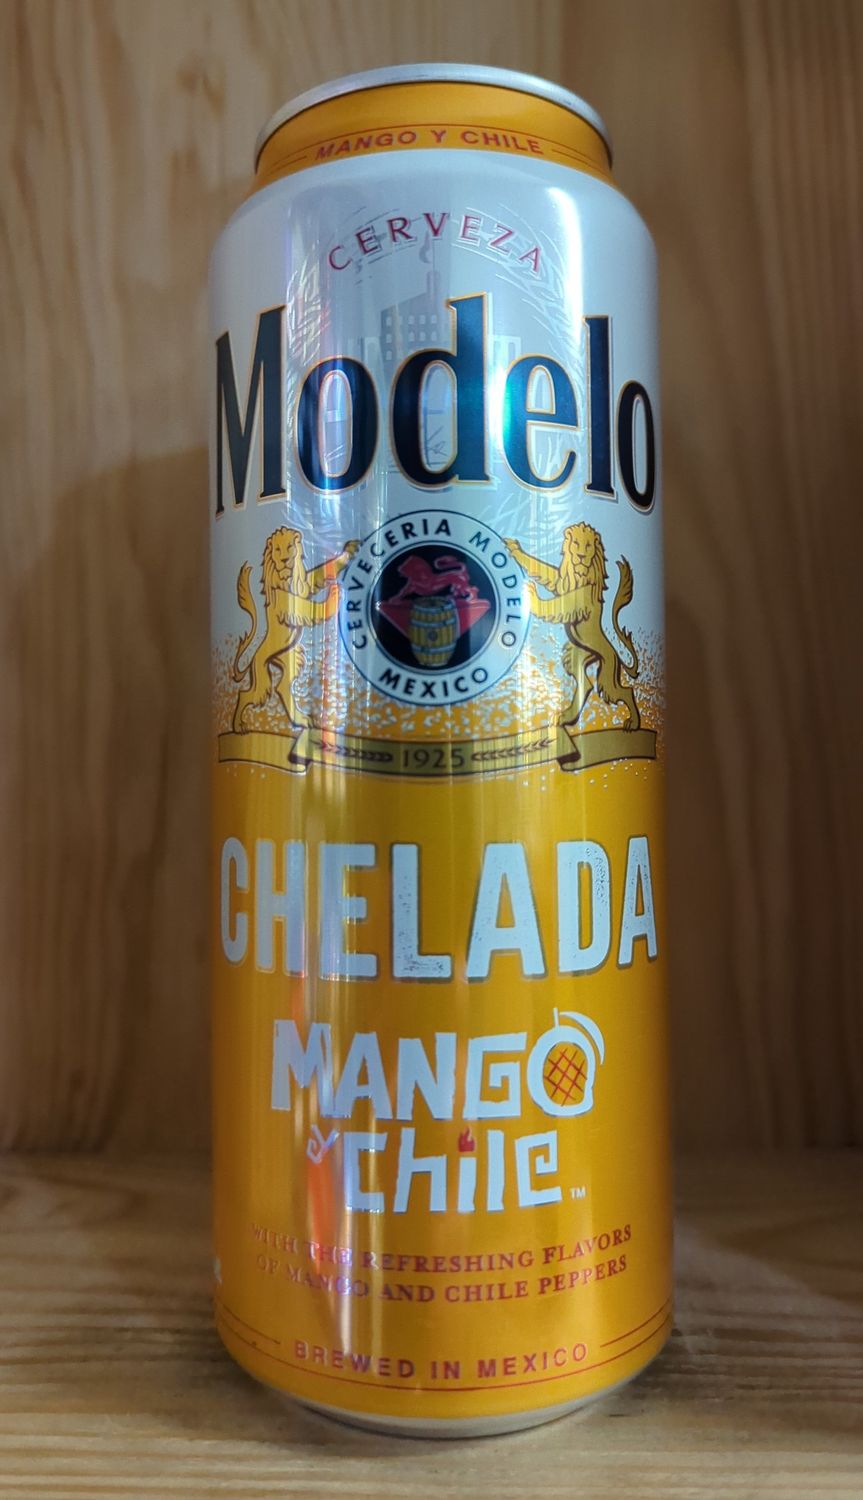 MANGO Y CHILE
CERVEZA
Modelo
CERVECERIA MODELO
MEXICO
1925
CHELADA
MANGO
Y Chile™
WITH THE REFRESHING FLAVORS
OF MANGO AND CHILE PEPPERS
BREWED IN MEXICO